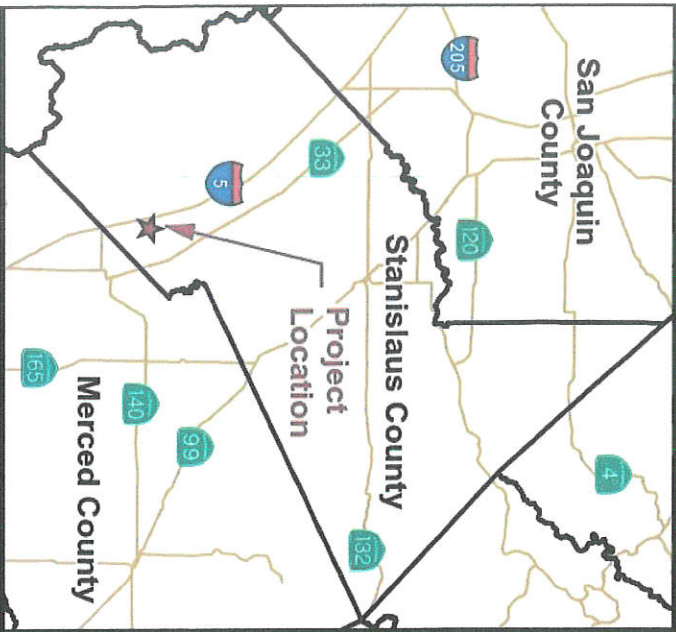 San Joaquin
County
4
205
120
Stanislaus County
132
33
Project
Location
5
99
140
Merced County
165